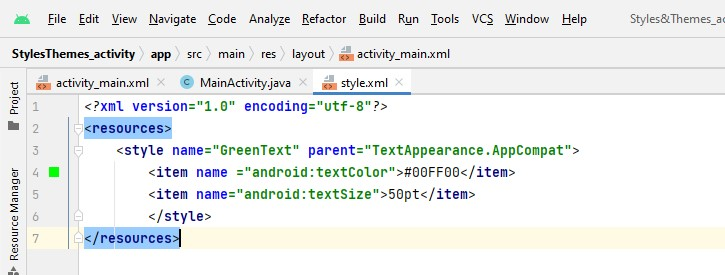 File Edit View Navigate Code Analyze Refactor Build Run Tools VCS Window Help Styles&Themes_a
StylesThemes_activity app src main res layout activity_main.xml
activity_main.xml MainActivity.java style.xml
Project
Resource Manager
1 <?xml version="1.0" encoding="utf-8"?>
2 <resources>
3 <style name="GreenText" parent="TextAppearance.AppCompat">
4 <item name ="android:textColor">#00FF00</item>
5 <item name="android:textSize">50pt</item>
6 </style>
7 </resources>